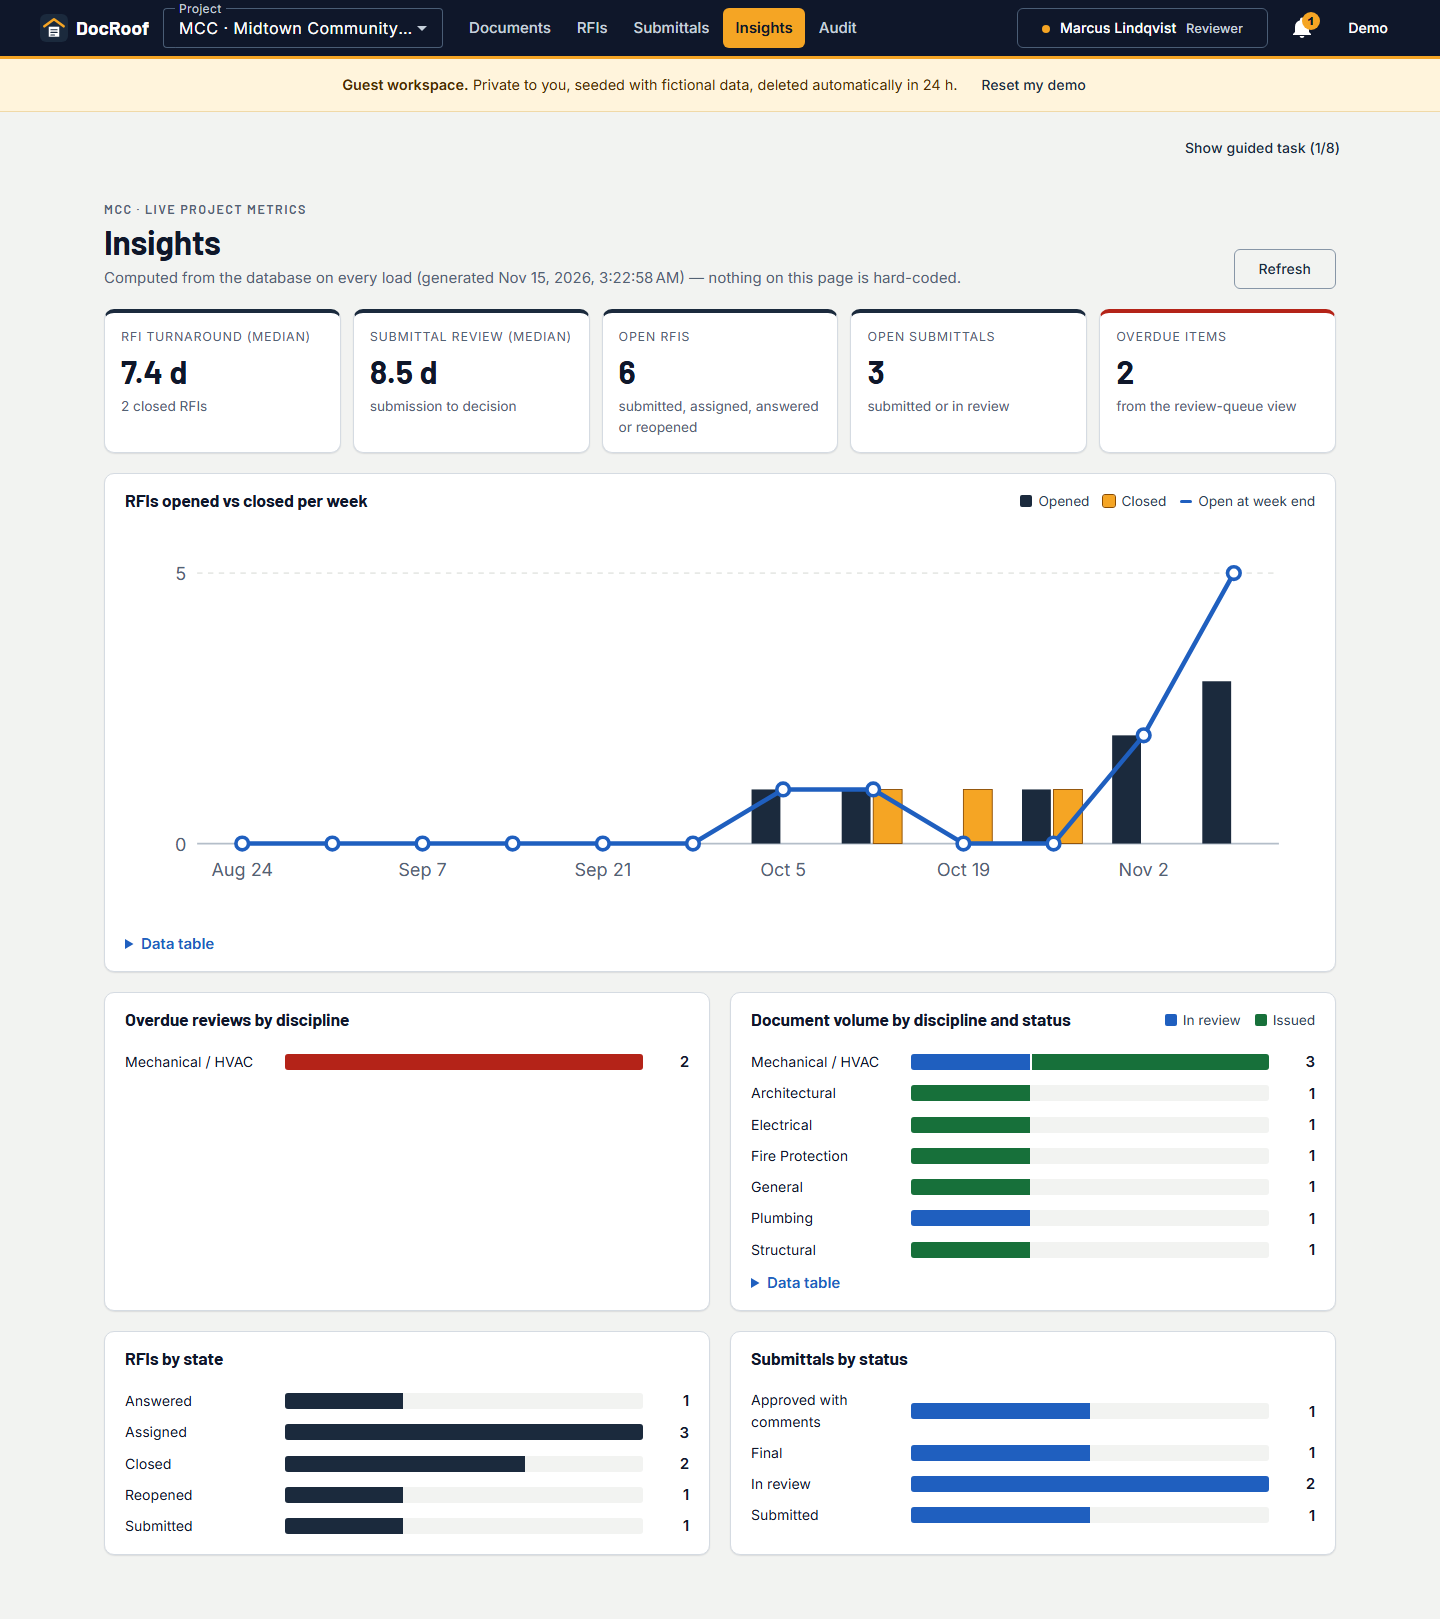 DocRoof
Project
MCC · Midtown Community...
Documents
RFIs
Submittals
Insights
Audit
Marcus Lindqvist Reviewer
1
Demo
Guest workspace. Private to you, seeded with fictional data, deleted automatically in 24 h.
Reset my demo
Show guided task (1/8)
MCC · LIVE PROJECT METRICS
Insights
Computed from the database on every load (generated Nov 15, 2026, 3:22:58 AM) — nothing on this page is hard-coded.
Refresh
RFI TURNAROUND (MEDIAN)
7.4 d
2 closed RFIs
SUBMITTAL REVIEW (MEDIAN)
8.5 d
submission to decision
OPEN RFIS
6
submitted, assigned, answered
or reopened
OPEN SUBMITTALS
3
submitted or in review
OVERDUE ITEMS
2
from the review-queue view
RFIs opened vs closed per week
Opened
Closed
Open at week end
5
0
Aug 24
Sep 7
Sep 21
Oct 5
Oct 19
Nov 2
Data table
Overdue reviews by discipline
Mechanical / HVAC 2
Document volume by discipline and status
In review
Issued
Mechanical / HVAC 3
Architectural 1
Electrical 1
Fire Protection 1
General 1
Plumbing 1
Structural 1
Data table
RFIs by state
Answered 1
Assigned 3
Closed 2
Reopened 1
Submitted 1
Submittals by status
Approved with
comments 1
Final 1
In review 2
Submitted 1